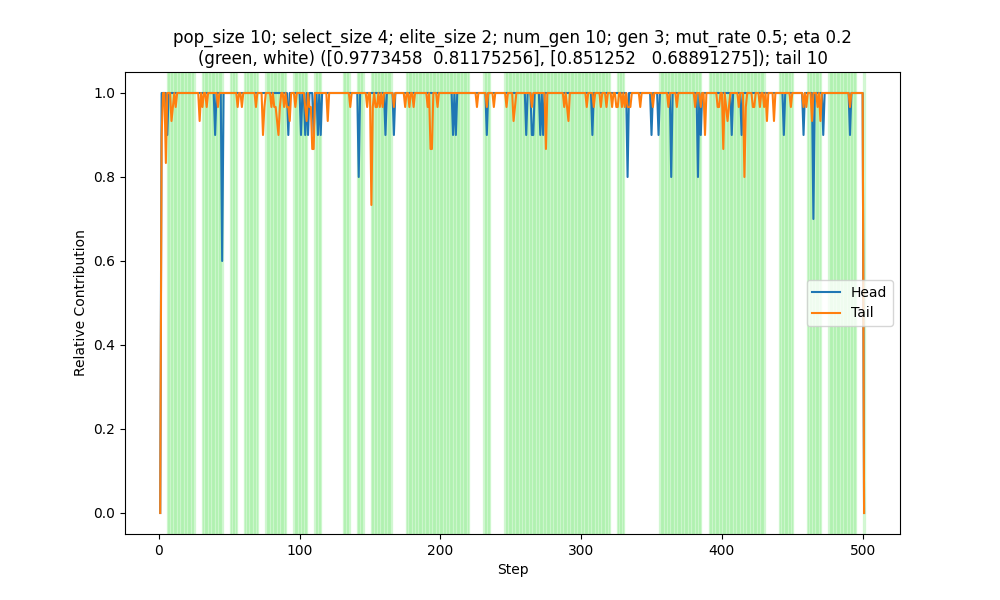 pop_size 10; select_size 4; elite_size 2; num_gen 10; gen 3; mut_rate 0.5; eta 0.2
(green, white) ([0.9773458  0.81175256], [0.851252   0.68891275]); tail 10
1.0
0.8
0.6
0.4
0.2
0.0
Relative Contribution
Head
Tail
0
100
200
300
400
500
Step